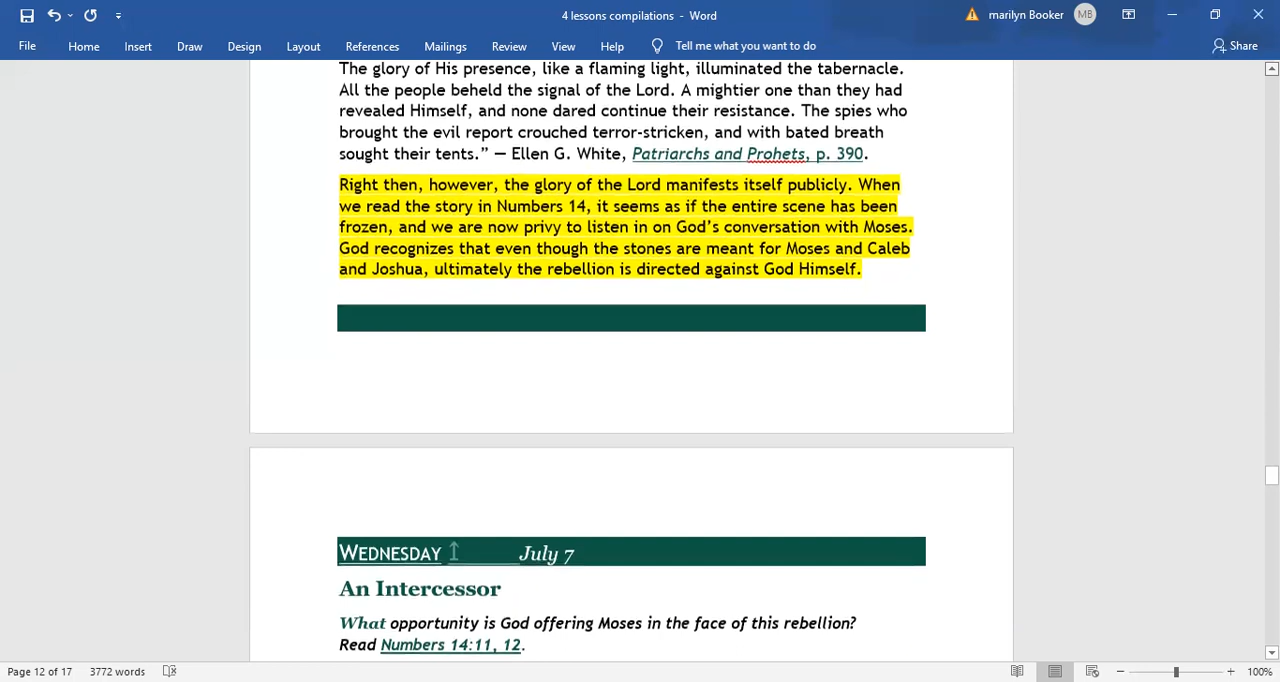 4 lessons compilations - Word
marilyn Booker
MB
File Home Insert Draw Design Layout References Mailings Review View Help Tell me what you want to do Share
The glory of His presence, like a flaming light, illuminated the tabernacle.
All the people beheld the signal of the Lord. A mightier one than they had
revealed Himself, and none dared continue their resistance. The spies who
brought the evil report crouched terror-stricken, and with bated breath
sought their tents.” — Ellen G. White, Patriarchs and Prohets, p. 390.
Right then, however, the glory of the Lord manifests itself publicly. When
we read the story in Numbers 14, it seems as if the entire scene has been
frozen, and we are now privy to listen in on God’s conversation with Moses.
God recognizes that even though the stones are meant for Moses and Caleb
and Joshua, ultimately the rebellion is directed against God Himself.
WEDNESDAY July 7
An Intercessor
What opportunity is God offering Moses in the face of this rebellion?
Read Numbers 14:11, 12.
Page 12 of 17 3772 words
100%